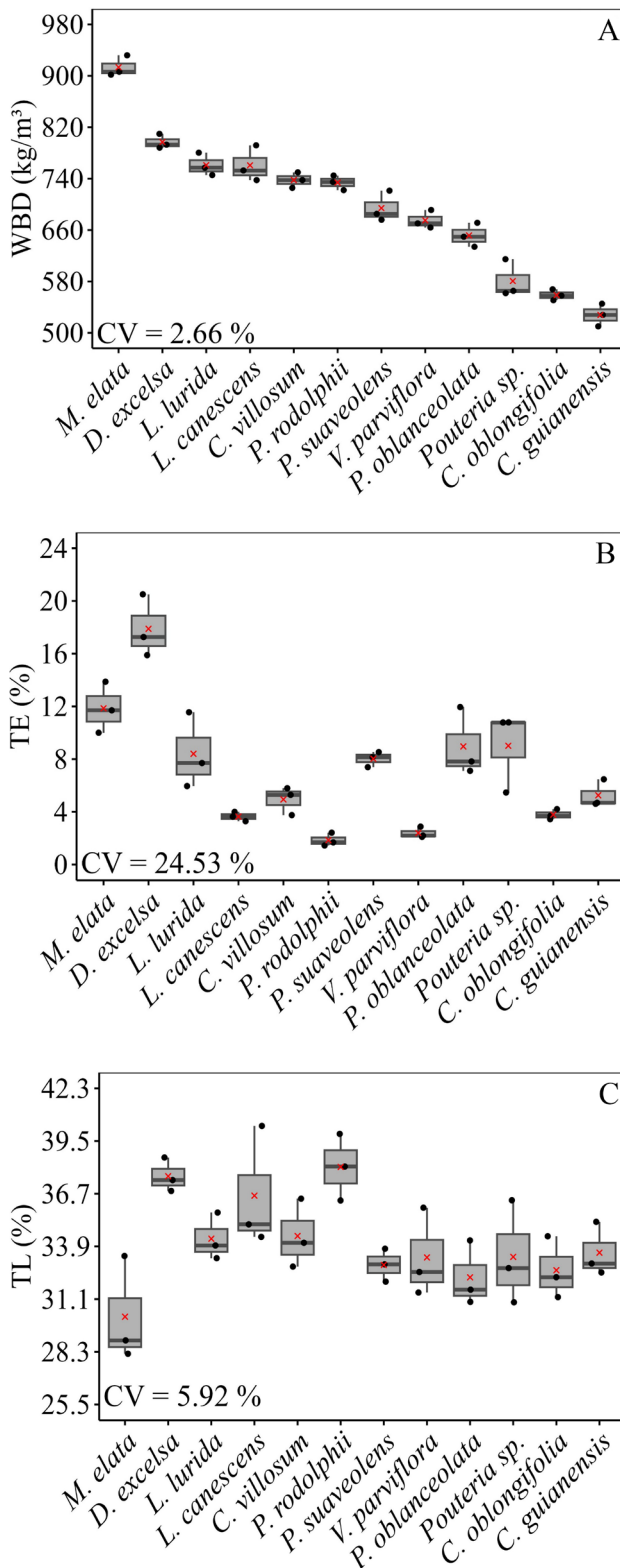 A
WBD (kg/m³)
980
900
820
740
660
580
500
CV = 2.66 %
M. elata
D. excelsa
L. lurida
L. canescens
C. villosum
P. rodolphii
P. suaveolens
V. parviflora
P. oblanceolata
Pouteria sp.
C. oblongifolia
C. guianensis
B
TE (%)
24
20
16
12
8
4
0
CV = 24.53 %
M. elata
D. excelsa
L. lurida
L. canescens
C. villosum
P. rodolphii
P. suaveolens
V. parviflora
P. oblanceolata
Pouteria sp.
C. oblongifolia
C. guianensis
C
TL (%)
42.3
39.5
36.7
33.9
31.1
28.3
25.5
CV = 5.92 %
M. elata
D. excelsa
L. lurida
L. canescens
C. villosum
P. rodolphii
P. suaveolens
V. parviflora
P. oblanceolata
Pouteria sp.
C. oblongifolia
C. guianensis